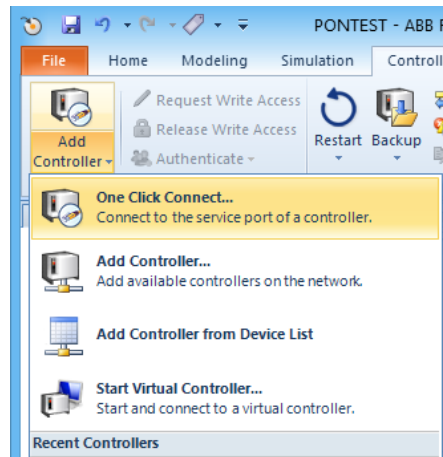 PONTEST - ABB
File Home Modeling Simulation
Add Controller
Request Write Access
Release Write Access
Authenticate
Restart Backup
One Click Connect...
Connect to the service port of a controller.
Add Controller...
Add available controllers on the network.
Add Controller from Device List
Start Virtual Controller...
Start and connect to a virtual controller.
Recent Controllers